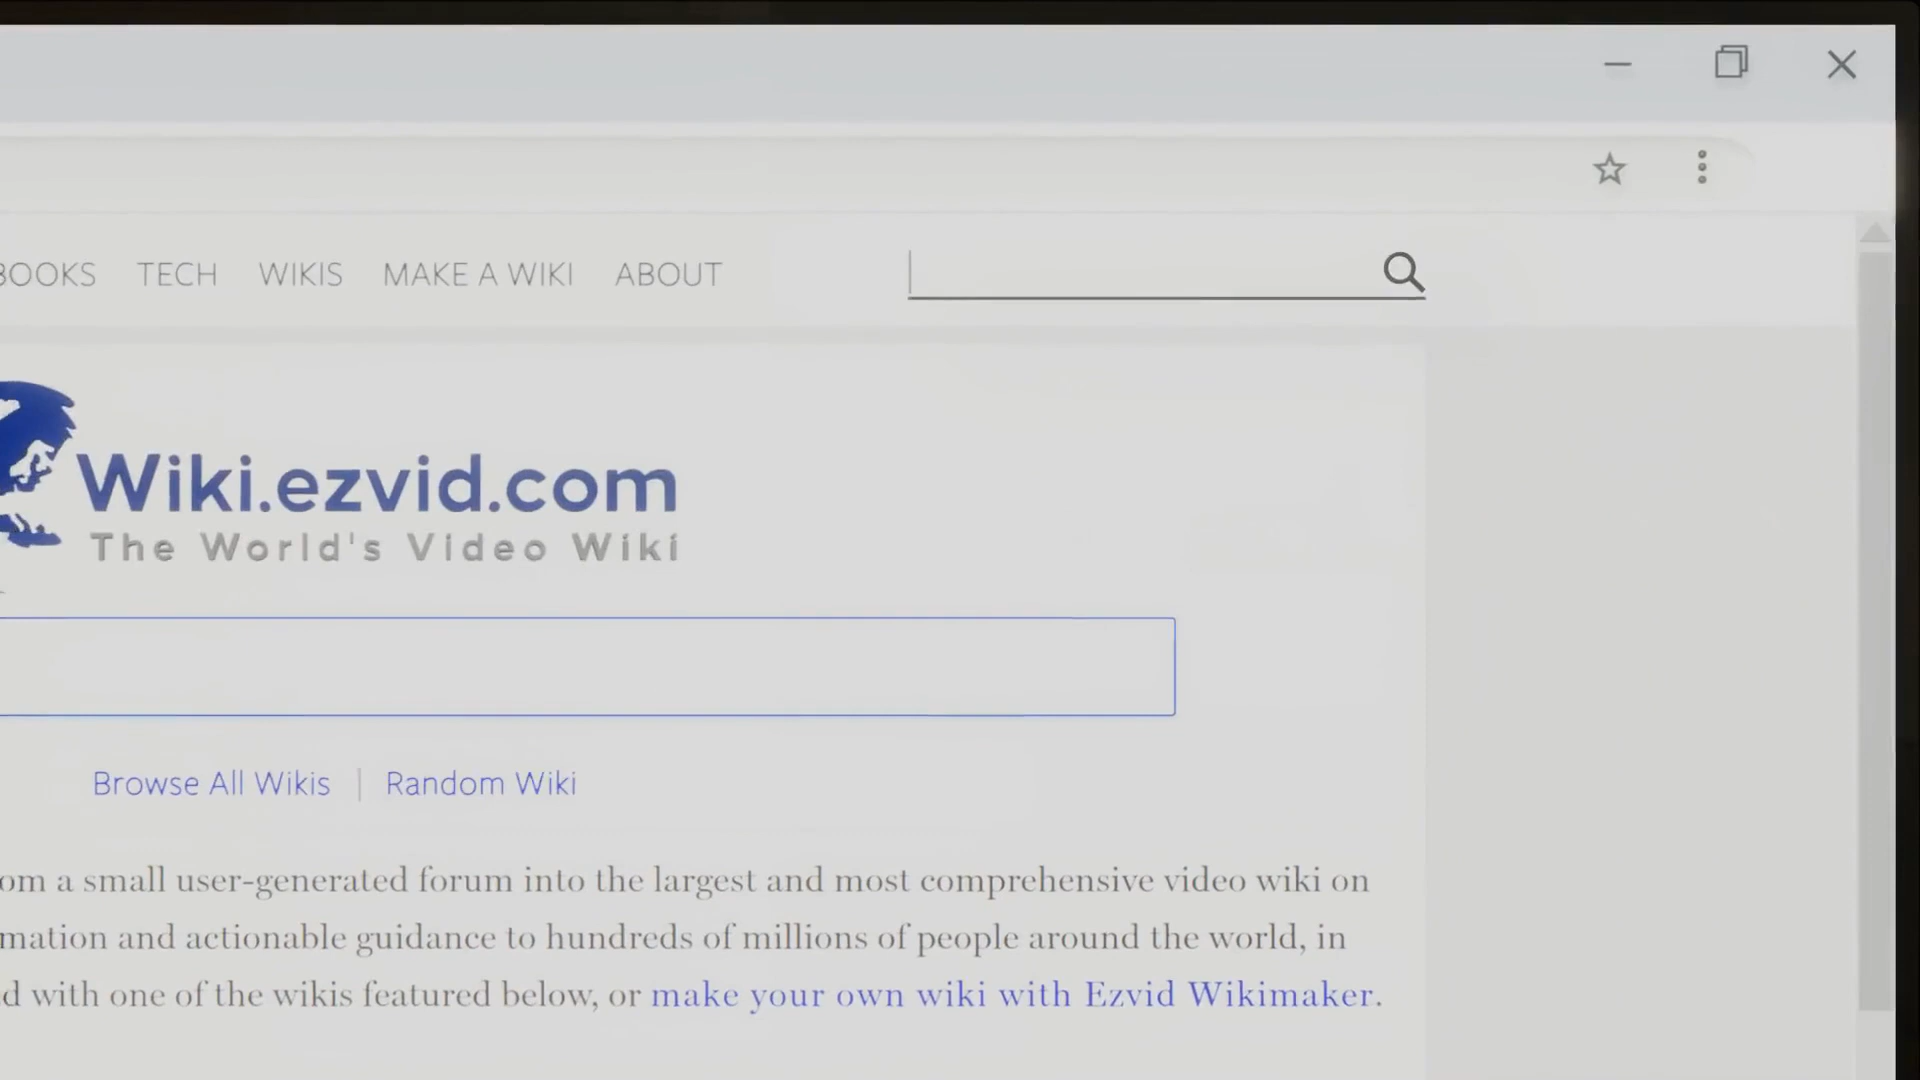 BOOKS TECH WIKIS MAKE A WIKI ABOUT
Wiki.ezvid.com
The World's Video Wiki
Browse All Wikis | Random Wiki
om a small user-generated forum into the largest and most comprehensive video wiki on
mation and actionable guidance to hundreds of millions of people around the world, in
d with one of the wikis featured below, or make your own wiki with Ezvid Wikimaker.